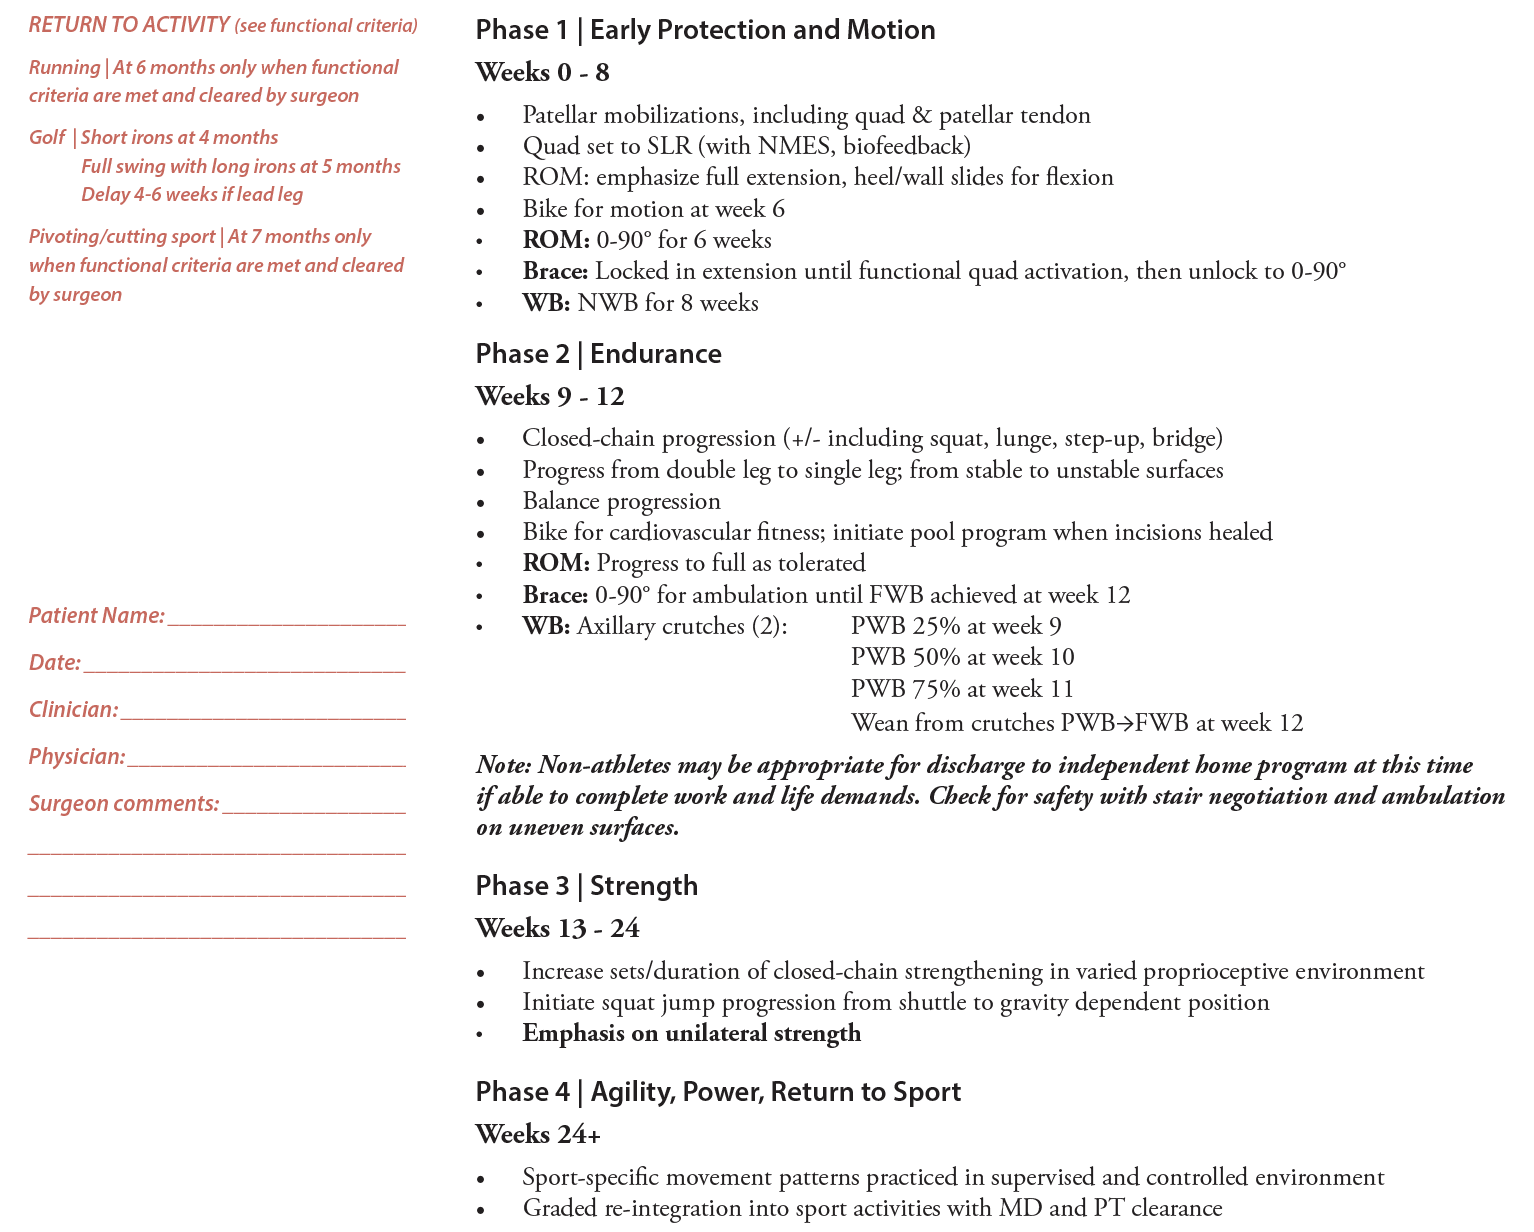 RETURN TO ACTIVITY (see functional criteria)
Running | At 6 months only when functional
criteria are met and cleared by surgeon
Golf | Short irons at 4 months
Full swing with long irons at 5 months
Delay 4-6 weeks if lead leg
Pivoting/cutting sport | At 7 months only
when functional criteria are met and cleared
by surgeon
Patient Name: ____________________
Date: ____________________
Clinician: ____________________
Physician: ____________________
Surgeon comments: ____________________
____________________
____________________
____________________
Phase 1 | Early Protection and Motion
Weeks 0 - 8
• Patellar mobilizations, including quad & patellar tendon
• Quad set to SLR (with NMES, biofeedback)
• ROM: emphasize full extension, heel/wall slides for flexion
• Bike for motion at week 6
• ROM: 0-90° for 6 weeks
• Brace: Locked in extension until functional quad activation, then unlock to 0-90°
• WB: NWB for 8 weeks
Phase 2 | Endurance
Weeks 9 - 12
• Closed-chain progression (+/- including squat, lunge, step-up, bridge)
• Progress from double leg to single leg; from stable to unstable surfaces
• Balance progression
• Bike for cardiovascular fitness; initiate pool program when incisions healed
• ROM: Progress to full as tolerated
• Brace: 0-90° for ambulation until FWB achieved at week 12
• WB: Axillary crutches (2): PWB 25% at week 9
PWB 50% at week 10
PWB 75% at week 11
Wean from crutches PWB→FWB at week 12
Note: Non-athletes may be appropriate for discharge to independent home program at this time
if able to complete work and life demands. Check for safety with stair negotiation and ambulation
on uneven surfaces.
Phase 3 | Strength
Weeks 13 - 24
• Increase sets/duration of closed-chain strengthening in varied proprioceptive environment
• Initiate squat jump progression from shuttle to gravity dependent position
• Emphasis on unilateral strength
Phase 4 | Agility, Power, Return to Sport
Weeks 24+
• Sport-specific movement patterns practiced in supervised and controlled environment
• Graded re-integration into sport activities with MD and PT clearance